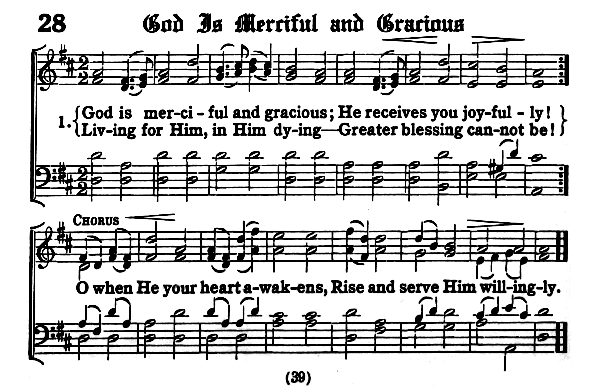 28 God Is Merciful and Gracious
1. { God is mer-ci-ful and gracious; He receives you joy-ful-ly! }
{ Liv-ing for Him, in Him dy-ing—Greater blessing can-not be! }
CHORUS
O when He your heart a-wak-ens, Rise and serve Him will-ing-ly.
(39)